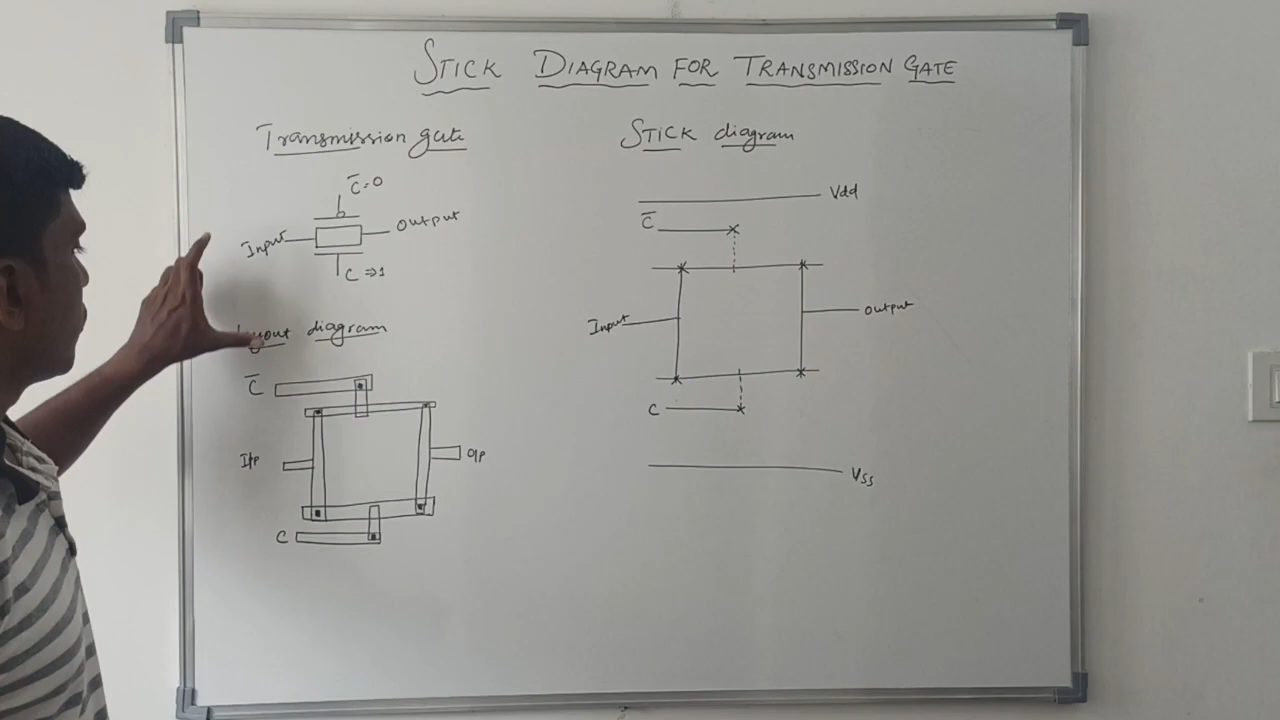 STICK DIAGRAM FOR TRANSMISSION GATE
Transmission gate
C̅=0
Input
Output
C ⇒1
diagram
C̅
I/p
O/p
C
STICK diagram
Vdd
C̅
Input
Output
C
Vss